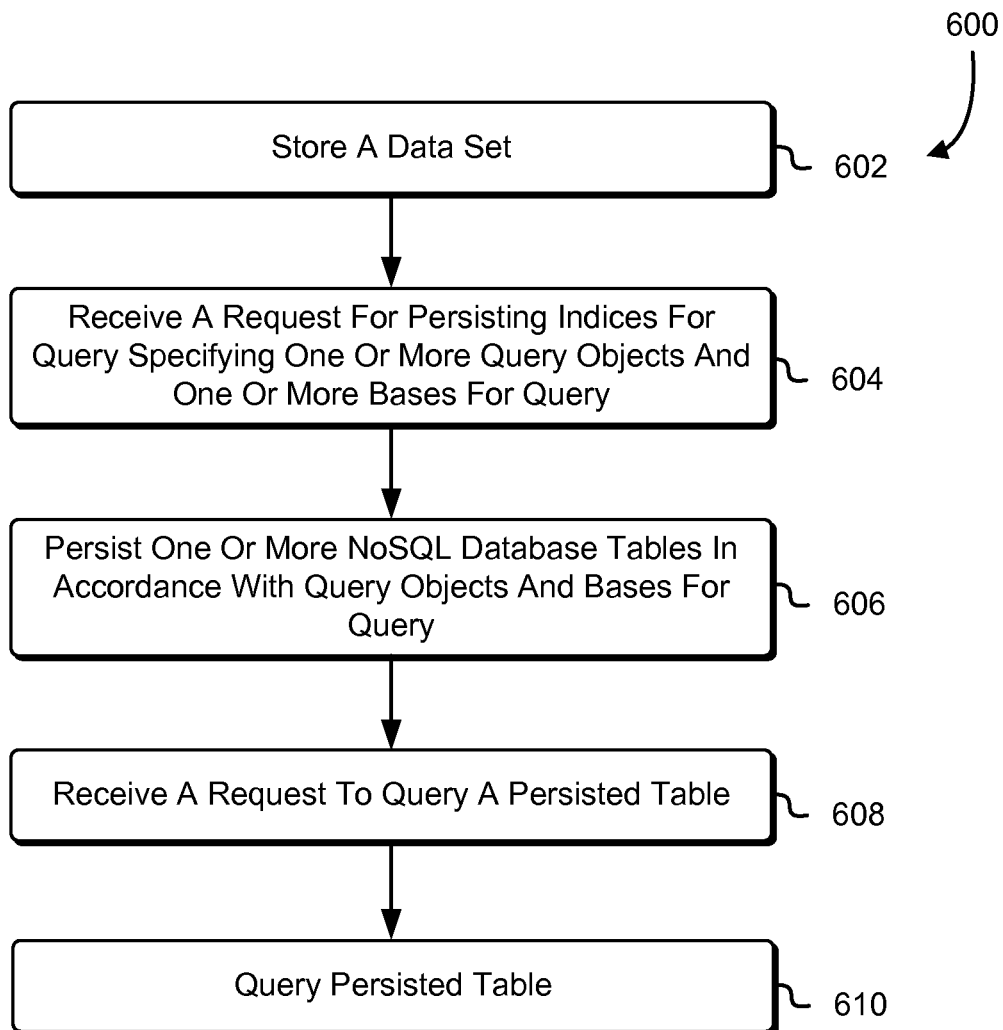 600
Store A Data Set
602
Receive A Request For Persisting Indices For
Query Specifying One Or More Query Objects And
One Or More Bases For Query
604
Persist One Or More NoSQL Database Tables In
Accordance With Query Objects And Bases For
Query
606
Receive A Request To Query A Persisted Table
608
Query Persisted Table
610